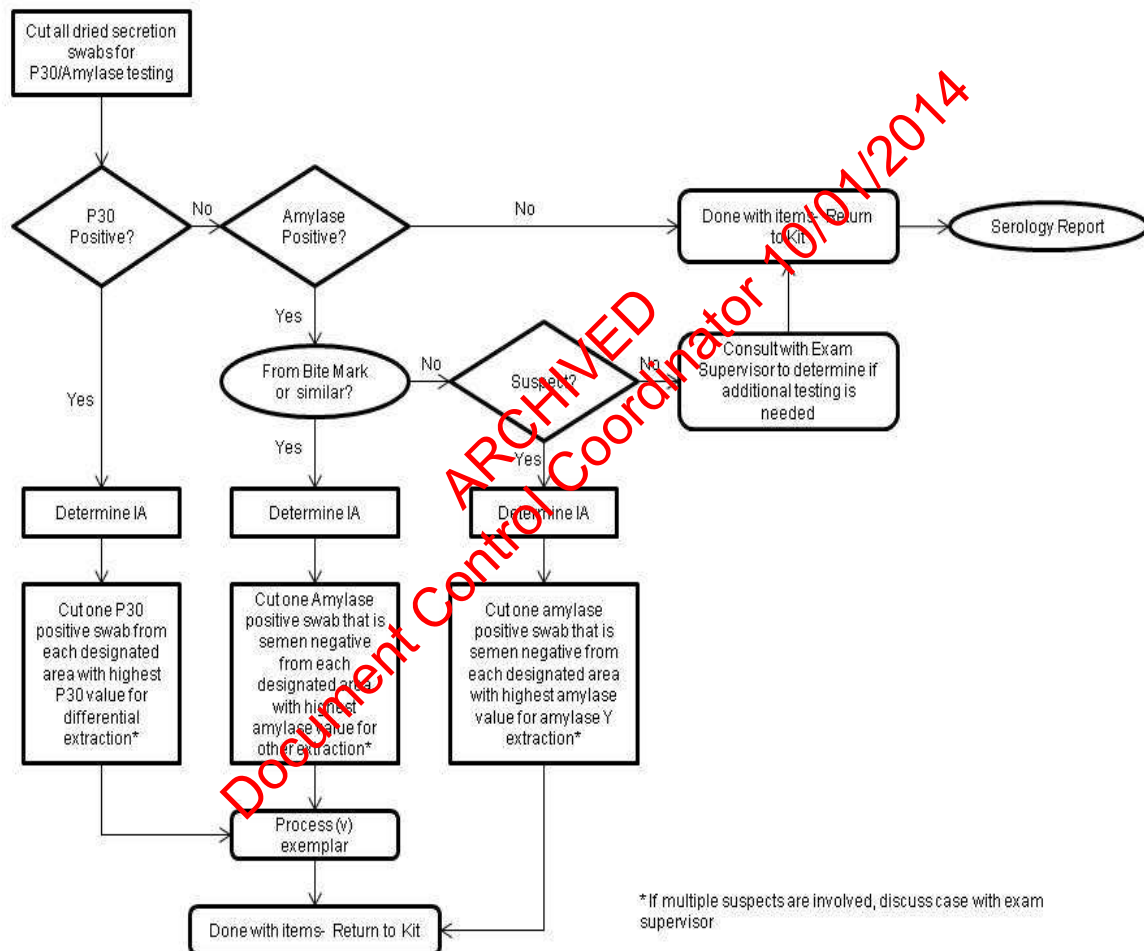 Cut all dried secretion
swabs for
P30/Amylase testing
P30
Positive?
No
Amylase
Positive?
No
Done with items- Return
to Kit
Serology Report
Yes
Yes
From Bite Mark
or similar?
No
Suspect?
No
Consult with Exam
Supervisor to determine if
additional testing is
needed
Yes
Yes
Determine IA
Determine IA
Determine IA
Cut one P30
positive swab from
each designated
area with highest
P30 value for
differential
extraction*
Cut one Amylase
positive swab that is
semen negative
from each
designated area
with highest
amylase value for
other extraction*
Cut one amylase
positive swab that is
semen negative from
each designated area
with highest amylase
value for amylase Y
extraction*
Process (v)
exemplar
Done with items- Return to Kit
* If multiple suspects are involved, discuss case with exam
supervisor
ARCHIVED
Document Control Coordinator 10/01/2014